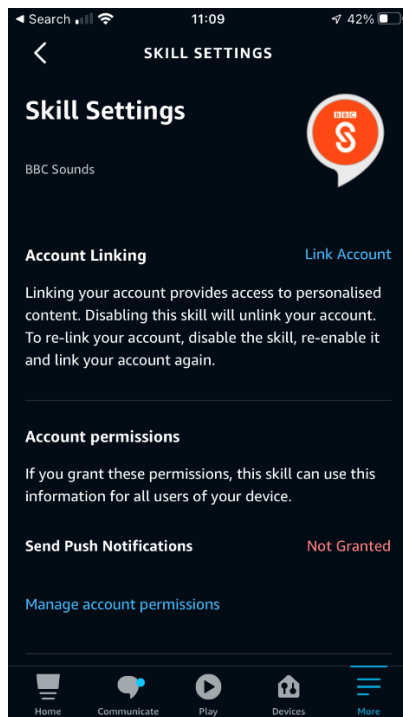 Search 11:09 42%
SKILL SETTINGS
Skill Settings
BBC
S
BBC Sounds
Account Linking Link Account
Linking your account provides access to personalised
content. Disabling this skill will unlink your account.
To re-link your account, disable the skill, re-enable it
and link your account again.
Account permissions
If you grant these permissions, this skill can use this
information for all users of your device.
Send Push Notifications Not Granted
Manage account permissions
Home Communicate Play Devices More